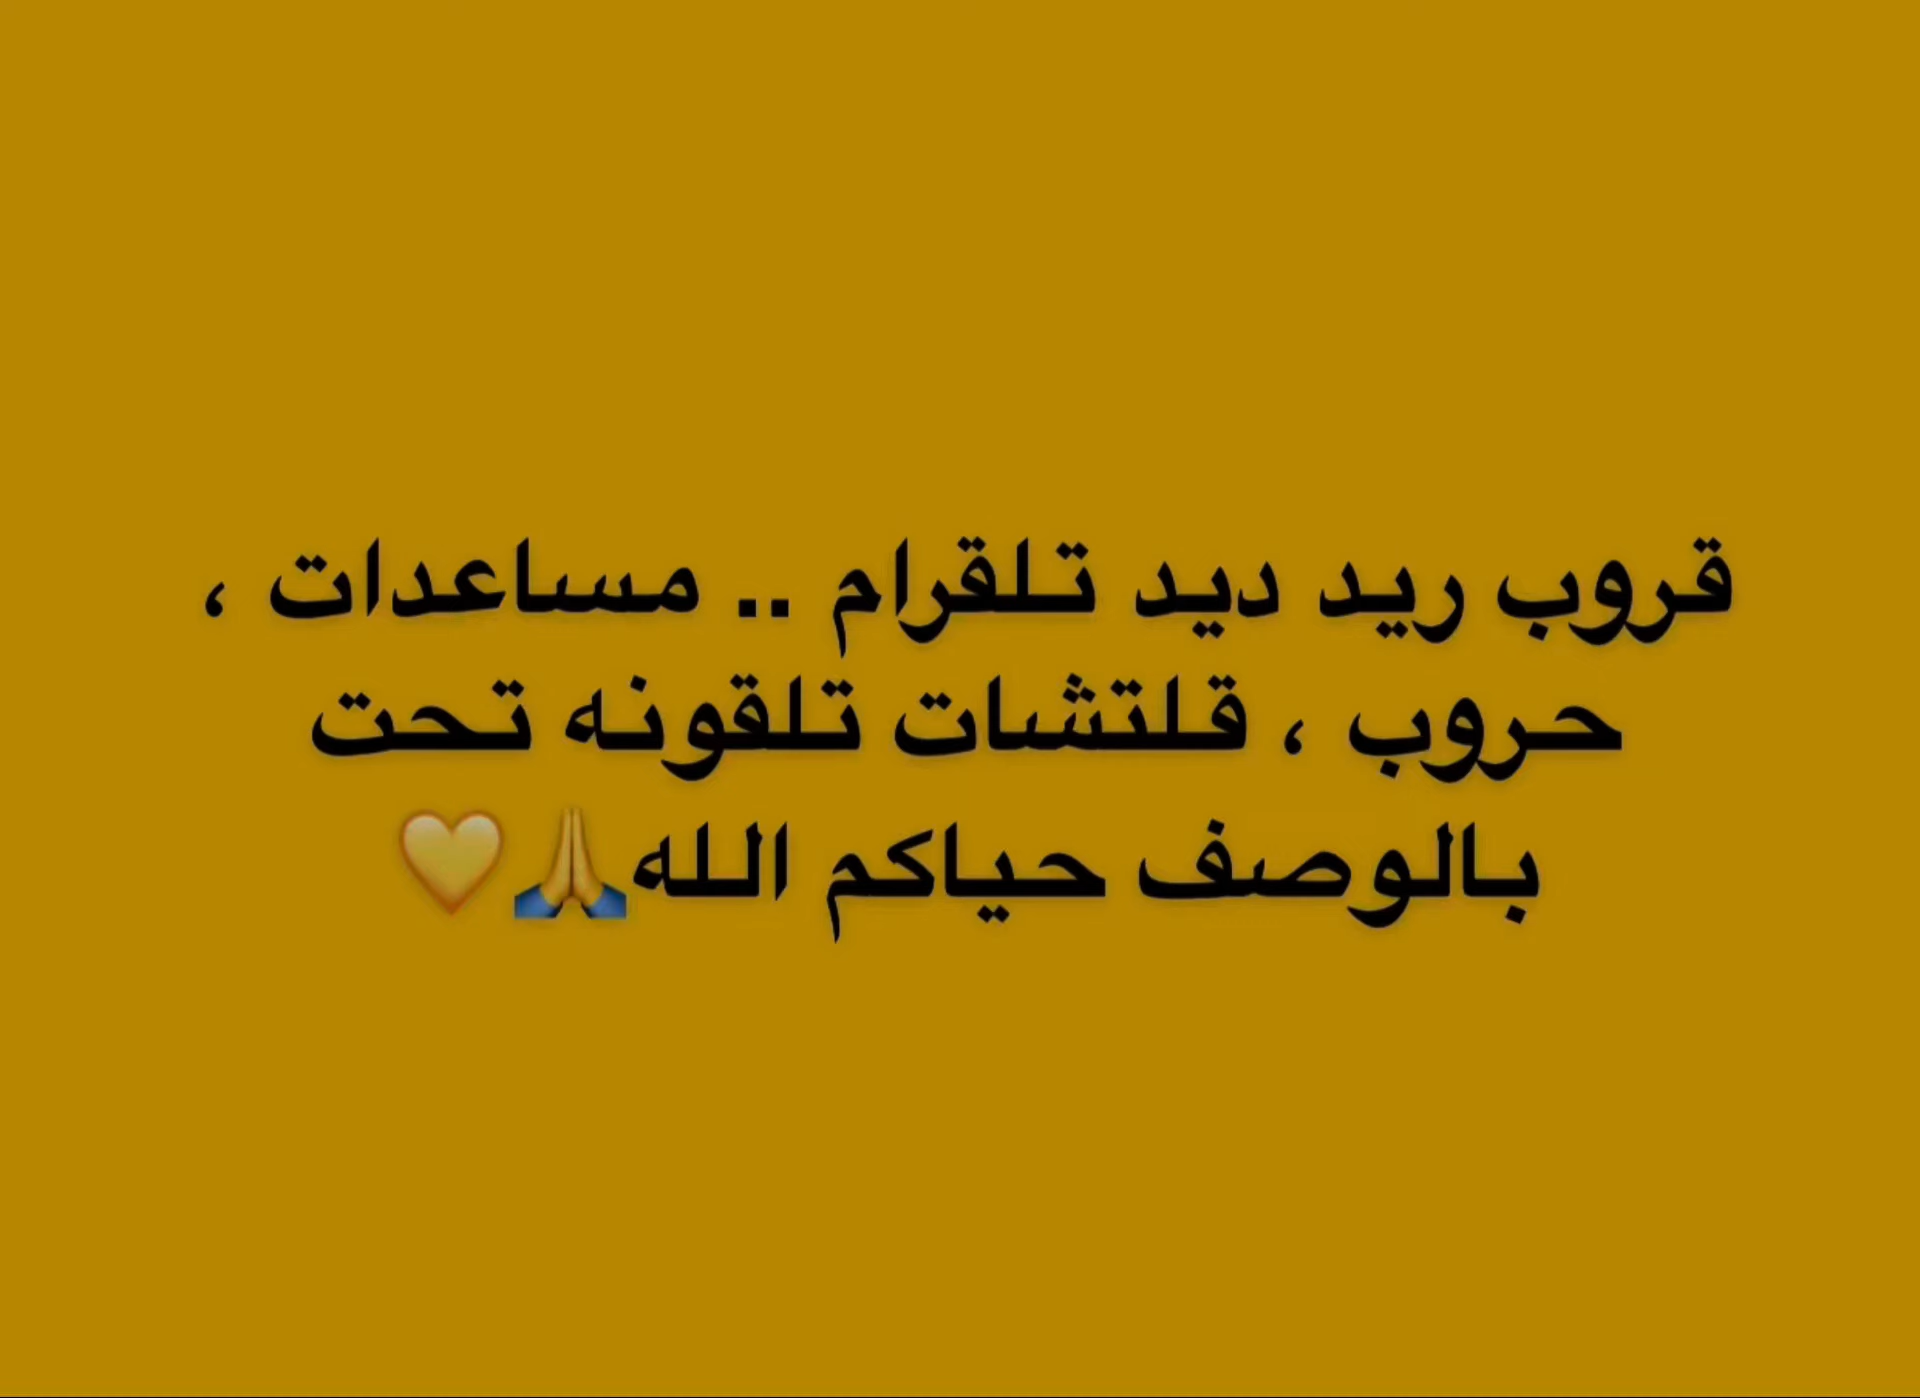 قروب ريد ديد تلقرام .. مساعدات ،
حروب ، قلتشات تلقونه تحت
بالوصف حياكم الله🙏💛